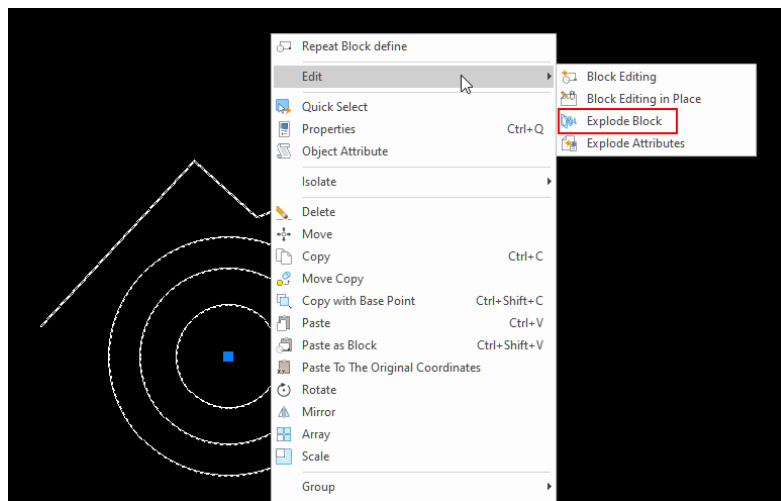 Repeat Block define
Edit
Quick Select
Properties Ctrl+Q
Object Attribute
Isolate
Delete
Move
Copy Ctrl+C
Move Copy
Copy with Base Point Ctrl+Shift+C
Paste Ctrl+V
Paste as Block Ctrl+Shift+V
Paste To The Original Coordinates
Rotate
Mirror
Array
Scale
Group
Block Editing
Block Editing in Place
Explode Block
Explode Attributes